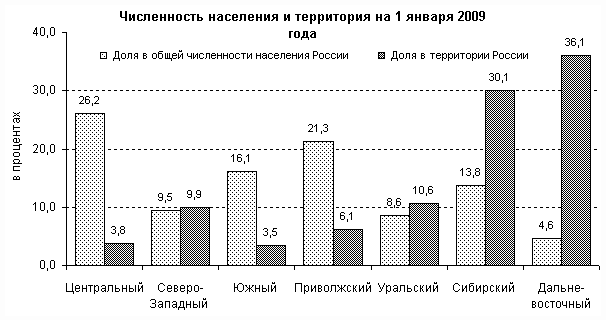 Численность населения и территория на 1 января 2009
года
Доля в общей численности населения России
Доля в территории России
в процентах
40,0
30,0
20,0
10,0
0,0
26,2
3,8
9,5
9,9
16,1
3,5
21,3
6,1
8,6
10,6
13,8
30,1
4,6
36,1
Центральный
Северо-
Западный
Южный
Приволжский
Уральский
Сибирский
Дальне-
восточный